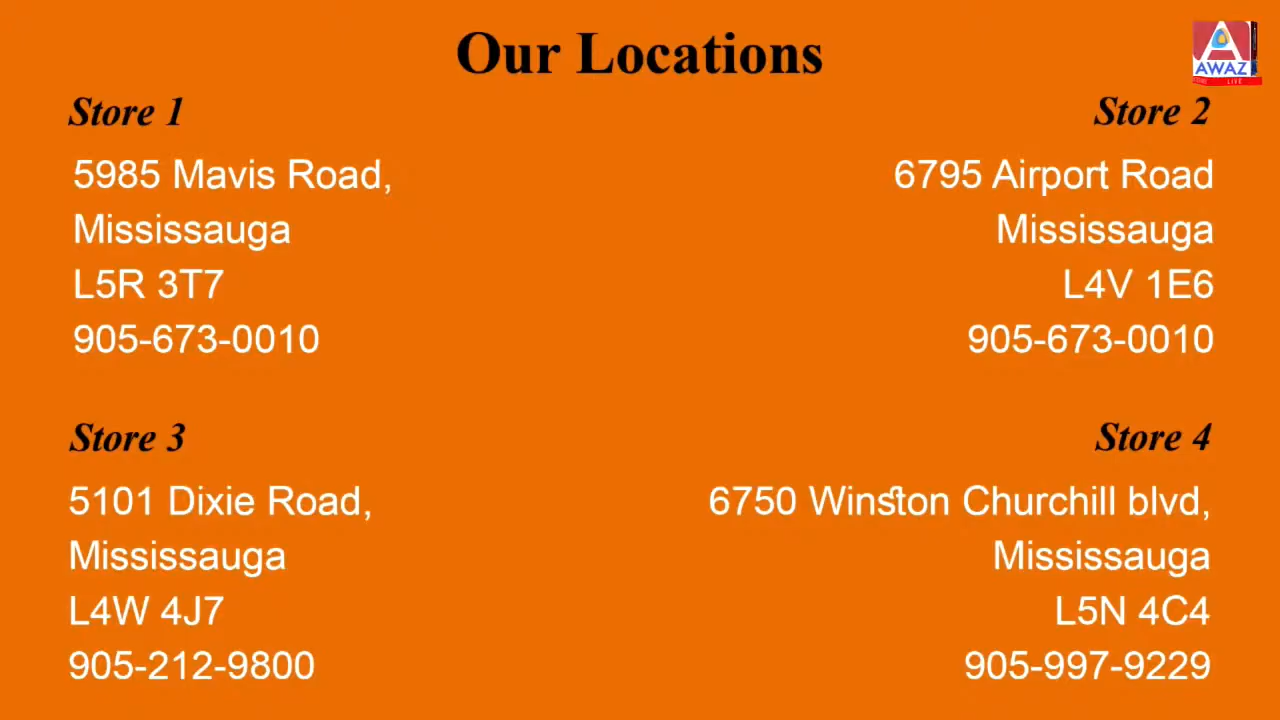 Our Locations
AWAZ
LIVE
Store 1
5985 Mavis Road,
Mississauga
L5R 3T7
905-673-0010
Store 2
6795 Airport Road
Mississauga
L4V 1E6
905-673-0010
Store 3
5101 Dixie Road,
Mississauga
L4W 4J7
905-212-9800
Store 4
6750 Winston Churchill blvd,
Mississauga
L5N 4C4
905-997-9229